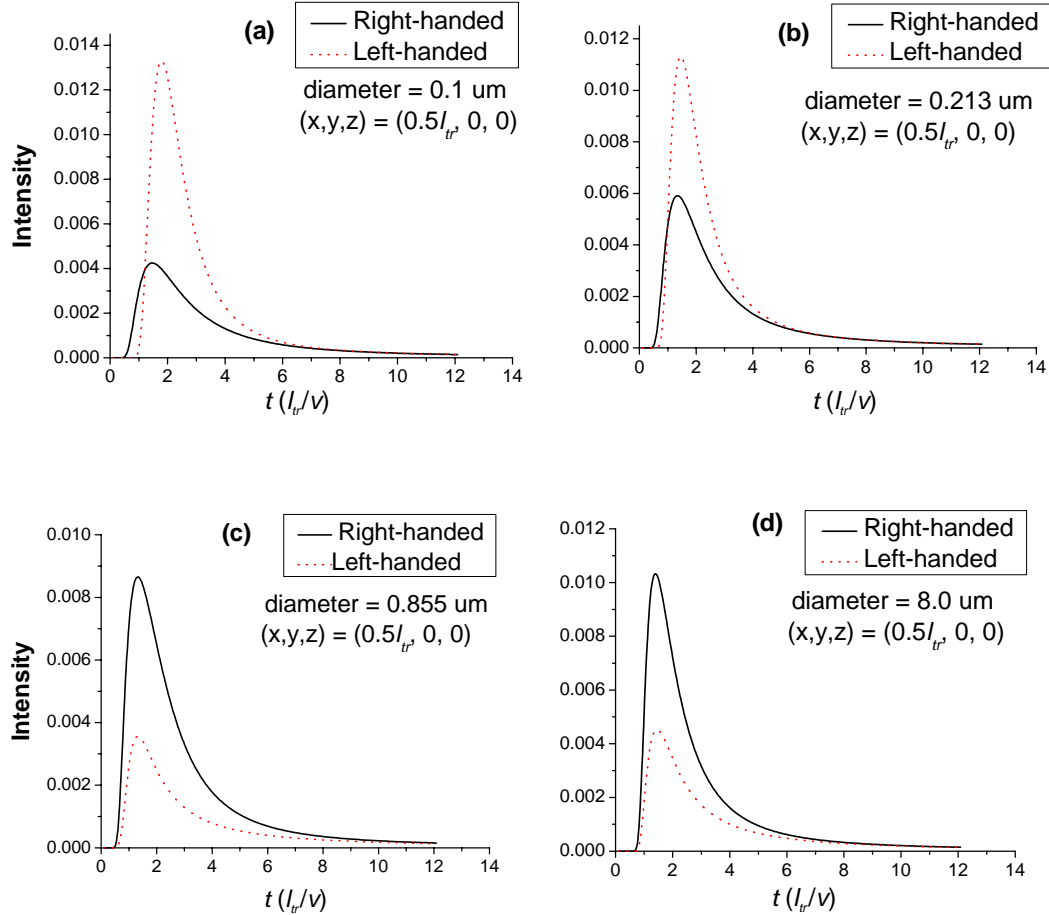 (a)
Right-handed
Left-handed
diameter = 0.1 um
(x,y,z) = (0.5l_tr, 0, 0)
Intensity
0.014
0.012
0.010
0.008
0.006
0.004
0.002
0.000
0 2 4 6 8 10 12 14
t (l_tr/v)
(b)
Right-handed
Left-handed
diameter = 0.213 um
(x,y,z) = (0.5l_tr, 0, 0)
0.012
0.010
0.008
0.006
0.004
0.002
0.000
0 2 4 6 8 10 12 14
t (l_tr/v)
(c)
Right-handed
Left-handed
diameter = 0.855 um
(x,y,z) = (0.5l_tr, 0, 0)
Intensity
0.010
0.008
0.006
0.004
0.002
0.000
0 2 4 6 8 10 12 14
t (l_tr/v)
(d)
Right-handed
Left-handed
diameter = 8.0 um
(x,y,z) = (0.5l_tr, 0, 0)
0.012
0.010
0.008
0.006
0.004
0.002
0.000
0 2 4 6 8 10 12 14
t (l_tr/v)